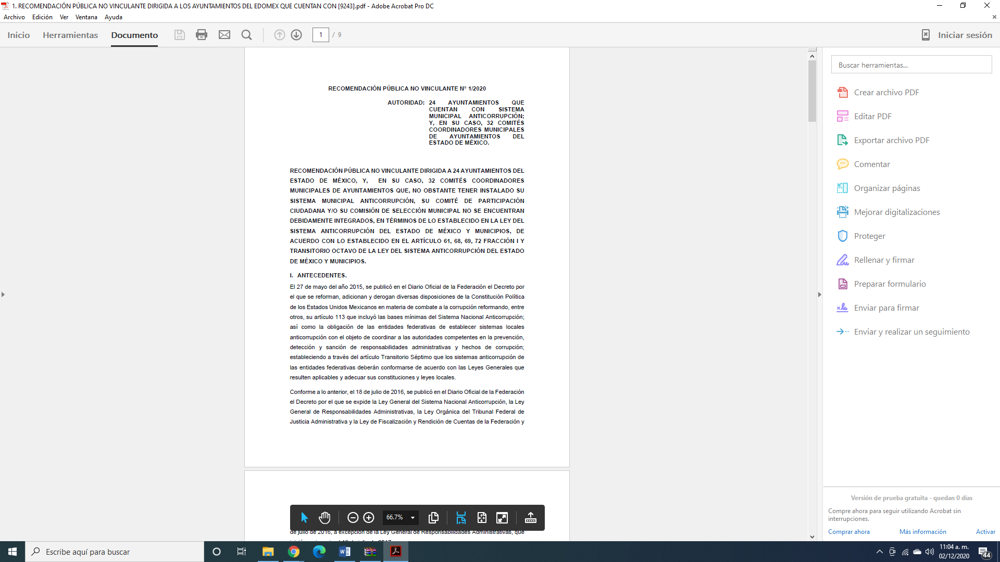 1. RECOMENDACIÓN PÚBLICA NO VINCULANTE DIRIGIDA A LOS AYUNTAMIENTOS DEL EDOMEX QUE CUENTAN CON [9243].pdf - Adobe Acrobat Pro DC
Archivo Edición Ver Ventana Ayuda
Inicio Herramientas Documento 1 / 9 Iniciar sesión
RECOMENDACIÓN PÚBLICA NO VINCULANTE N° 1/2020
AUTORIDAD: 24 AYUNTAMIENTOS QUE
CUENTAN CON SISTEMA
MUNICIPAL ANTICORRUPCIÓN;
Y, EN SU CASO, 32 COMITÉS
COORDINADORES MUNICIPALES
DE AYUNTAMIENTOS DEL
ESTADO DE MÉXICO.
RECOMENDACIÓN PÚBLICA NO VINCULANTE DIRIGIDA A 24 AYUNTAMIENTOS DEL
ESTADO DE MÉXICO, Y, EN SU CASO, 32 COMITÉS COORDINADORES
MUNICIPALES DE AYUNTAMIENTOS QUE, NO OBSTANTE TENER INSTALADO SU
SISTEMA MUNICIPAL ANTICORRUPCIÓN, SU COMITÉ DE PARTICIPACIÓN
CIUDADANA Y/O SU COMISIÓN DE SELECCIÓN MUNICIPAL NO SE ENCUENTRAN
DEBIDAMENTE INTEGRADOS, EN TÉRMINOS DE LO ESTABLECIDO EN LA LEY DEL
SISTEMA ANTICORRUPCIÓN DEL ESTADO DE MÉXICO Y MUNICIPIOS, DE
ACUERDO CON LO ESTABLECIDO EN EL ARTÍCULO 61, 68, 69, 72 FRACCIÓN I Y
TRANSITORIO OCTAVO DE LA LEY DEL SISTEMA ANTICORRUPCIÓN DEL ESTADO
DE MÉXICO Y MUNICIPIOS.
I. ANTECEDENTES.
El 27 de mayo del año 2015, se publicó en el Diario Oficial de la Federación el Decreto por
el que se reforman, adicionan y derogan diversas disposiciones de la Constitución Política
de los Estados Unidos Mexicanos en materia de combate a la corrupción reformando, entre
otros, su artículo 113 que incluyó las bases mínimas del Sistema Nacional Anticorrupción;
así como la obligación de las entidades federativas de establecer sistemas locales
anticorrupción con el objeto de coordinar a las autoridades competentes en la prevención,
detección y sanción de responsabilidades administrativas y hechos de corrupción;
estableciendo a través del artículo Transitorio Séptimo que los sistemas anticorrupción de
las entidades federativas deberán conformarse de acuerdo con las Leyes Generales que
resulten aplicables y adecuar sus constituciones y leyes locales.
Conforme a lo anterior, el 18 de julio de 2016, se publicó en el Diario Oficial de la Federación
el Decreto por el que se expide la Ley General del Sistema Nacional Anticorrupción, la Ley
General de Responsabilidades Administrativas, la Ley Orgánica del Tribunal Federal de
Justicia Administrativa y la Ley de Fiscalización y Rendición de Cuentas de la Federación y
66.7%
de julio de 2016, a excepción de la Ley General de Responsabilidades Administrativas, que
Buscar herramientas...
Crear archivo PDF
Editar PDF
Exportar archivo PDF
Comentar
Organizar páginas
Mejorar digitalizaciones
Proteger
Rellenar y firmar
Preparar formulario
Enviar para firmar
Enviar y realizar un seguimiento
Versión de prueba gratuita - quedan 0 días
Compre ahora para seguir utilizando Acrobat sin
interrupciones.
Comprar ahora Más información Activar
Escribe aquí para buscar
11:04 a. m.
02/12/2020
44